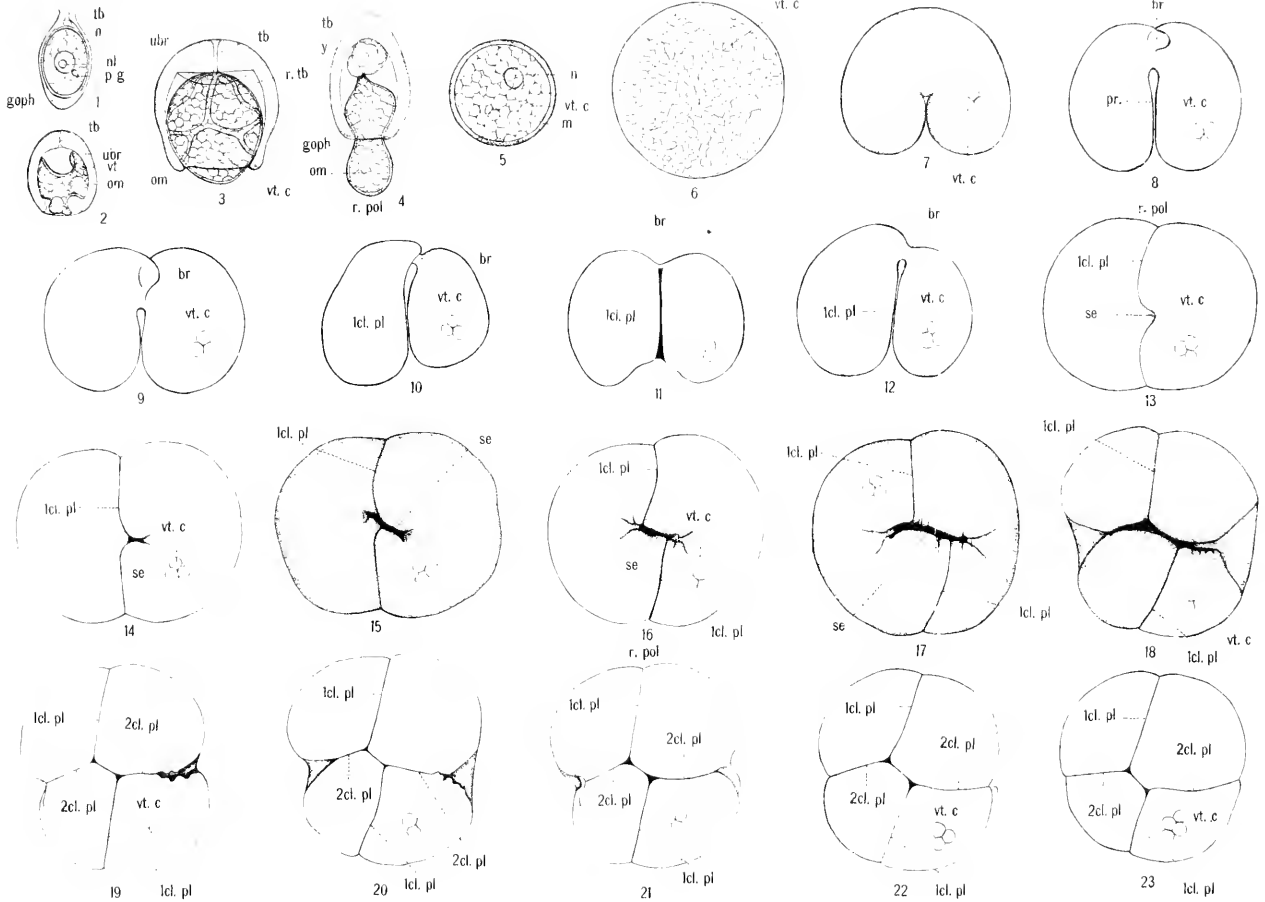 tb
n
nl
p g
goph
1
tb
ubr
vt
om
2
ubr
tb
r. tb
om
vt. c
3
tb
y
goph
om
r. pol
4
n
vt. c
m
5
vt. c
6
vt. c
7
br
pr.
vt. c
8
br
vt. c
9
br
1cl. pl
vt. c
10
br
1cl. pl
11
br
1cl. pl
vt. c
12
r. pol
1cl. pl
se
vt. c
13
1cl. pl
vt. c
se
14
1cl. pl
se
15
1cl. pl
vt. c
se
1cl. pl
16
r. pol
1cl. pl
se
1cl. pl
17
1cl. pl
vt. c
1cl. pl
18
1cl. pl
2cl. pl
2cl. pl
vt. c
1cl. pl
19
1cl. pl
2cl. pl
2cl. pl
1cl. pl
20
1cl. pl
2cl. pl
2cl. pl
1cl. pl
21
1cl. pl
2cl. pl
2cl. pl
vt. c
1cl. pl
22
1cl. pl
2cl. pl
2cl. pl
vt. c
1cl. pl
23